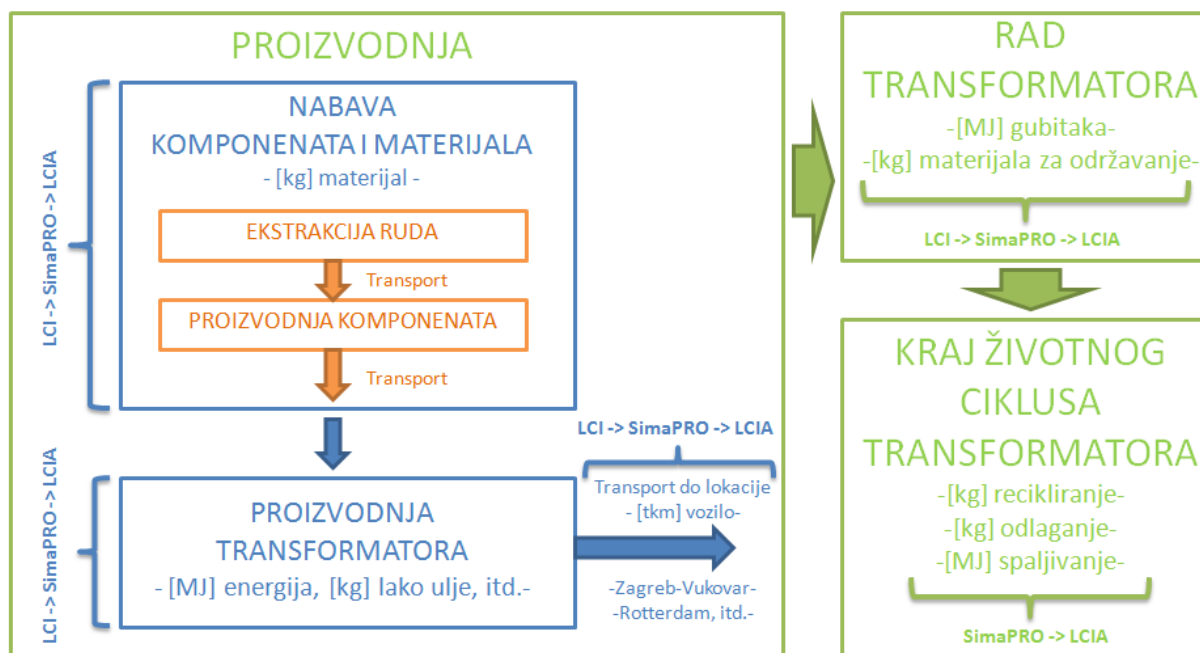 PROIZVODNJA
NABAVA
KOMPONENATA I MATERIJALA
- [kg] materijal -
EKSTRAKCIJA RUDA
Transport
PROIZVODNJA KOMPONENATA
Transport
LCI -> SimaPRO -> LCIA
PROIZVODNJA
TRANSFORMATORA
- [MJ] energija, [kg] lako ulje, itd.-
LCI -> SimaPRO -> LCIA
LCI -> SimaPRO -> LCIA
Transport do lokacije
- [tkm] vozilo-
-Zagreb-Vukovar-
-Rotterdam, itd.-
RAD
TRANSFORMATORA
-[MJ] gubitaka-
-[kg] materijala za održavanje-
LCI -> SimaPRO -> LCIA
KRAJ ŽIVOTNOG
CIKLUSA
TRANSFORMATORA
-[kg] recikliranje-
-[kg] odlaganje-
-[MJ] spaljivanje-
SimaPRO -> LCIA